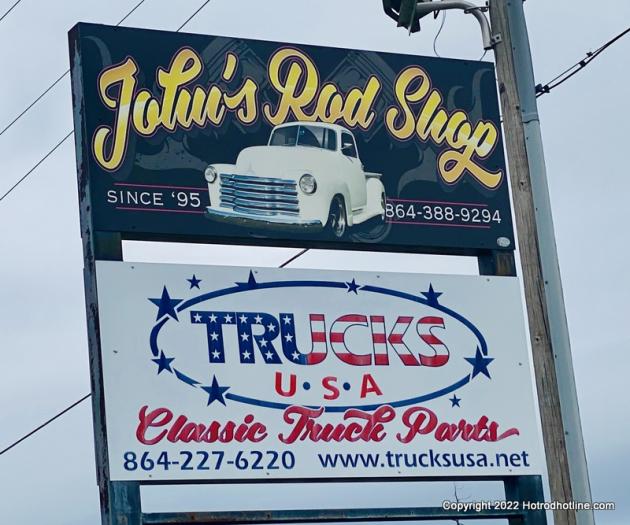 John's Rod Shop
SINCE '95
864-388-9294
TRUCKS
U·S·A
Classic Truck Parts
864-227-6220 www.trucksusa.net
Copyright 2022 Hotrodhotline.com